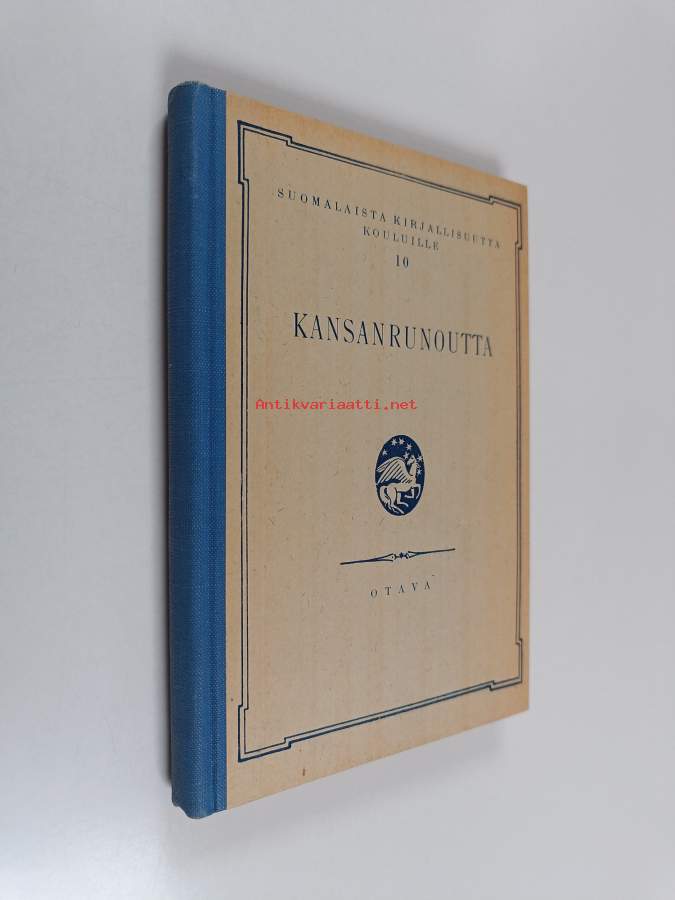 SUOMALAISTA KIRJALLISUUTTA
KOULUILLE
10
KANSANRUNOUTTA
Antikvariaatti.net
OTAVA